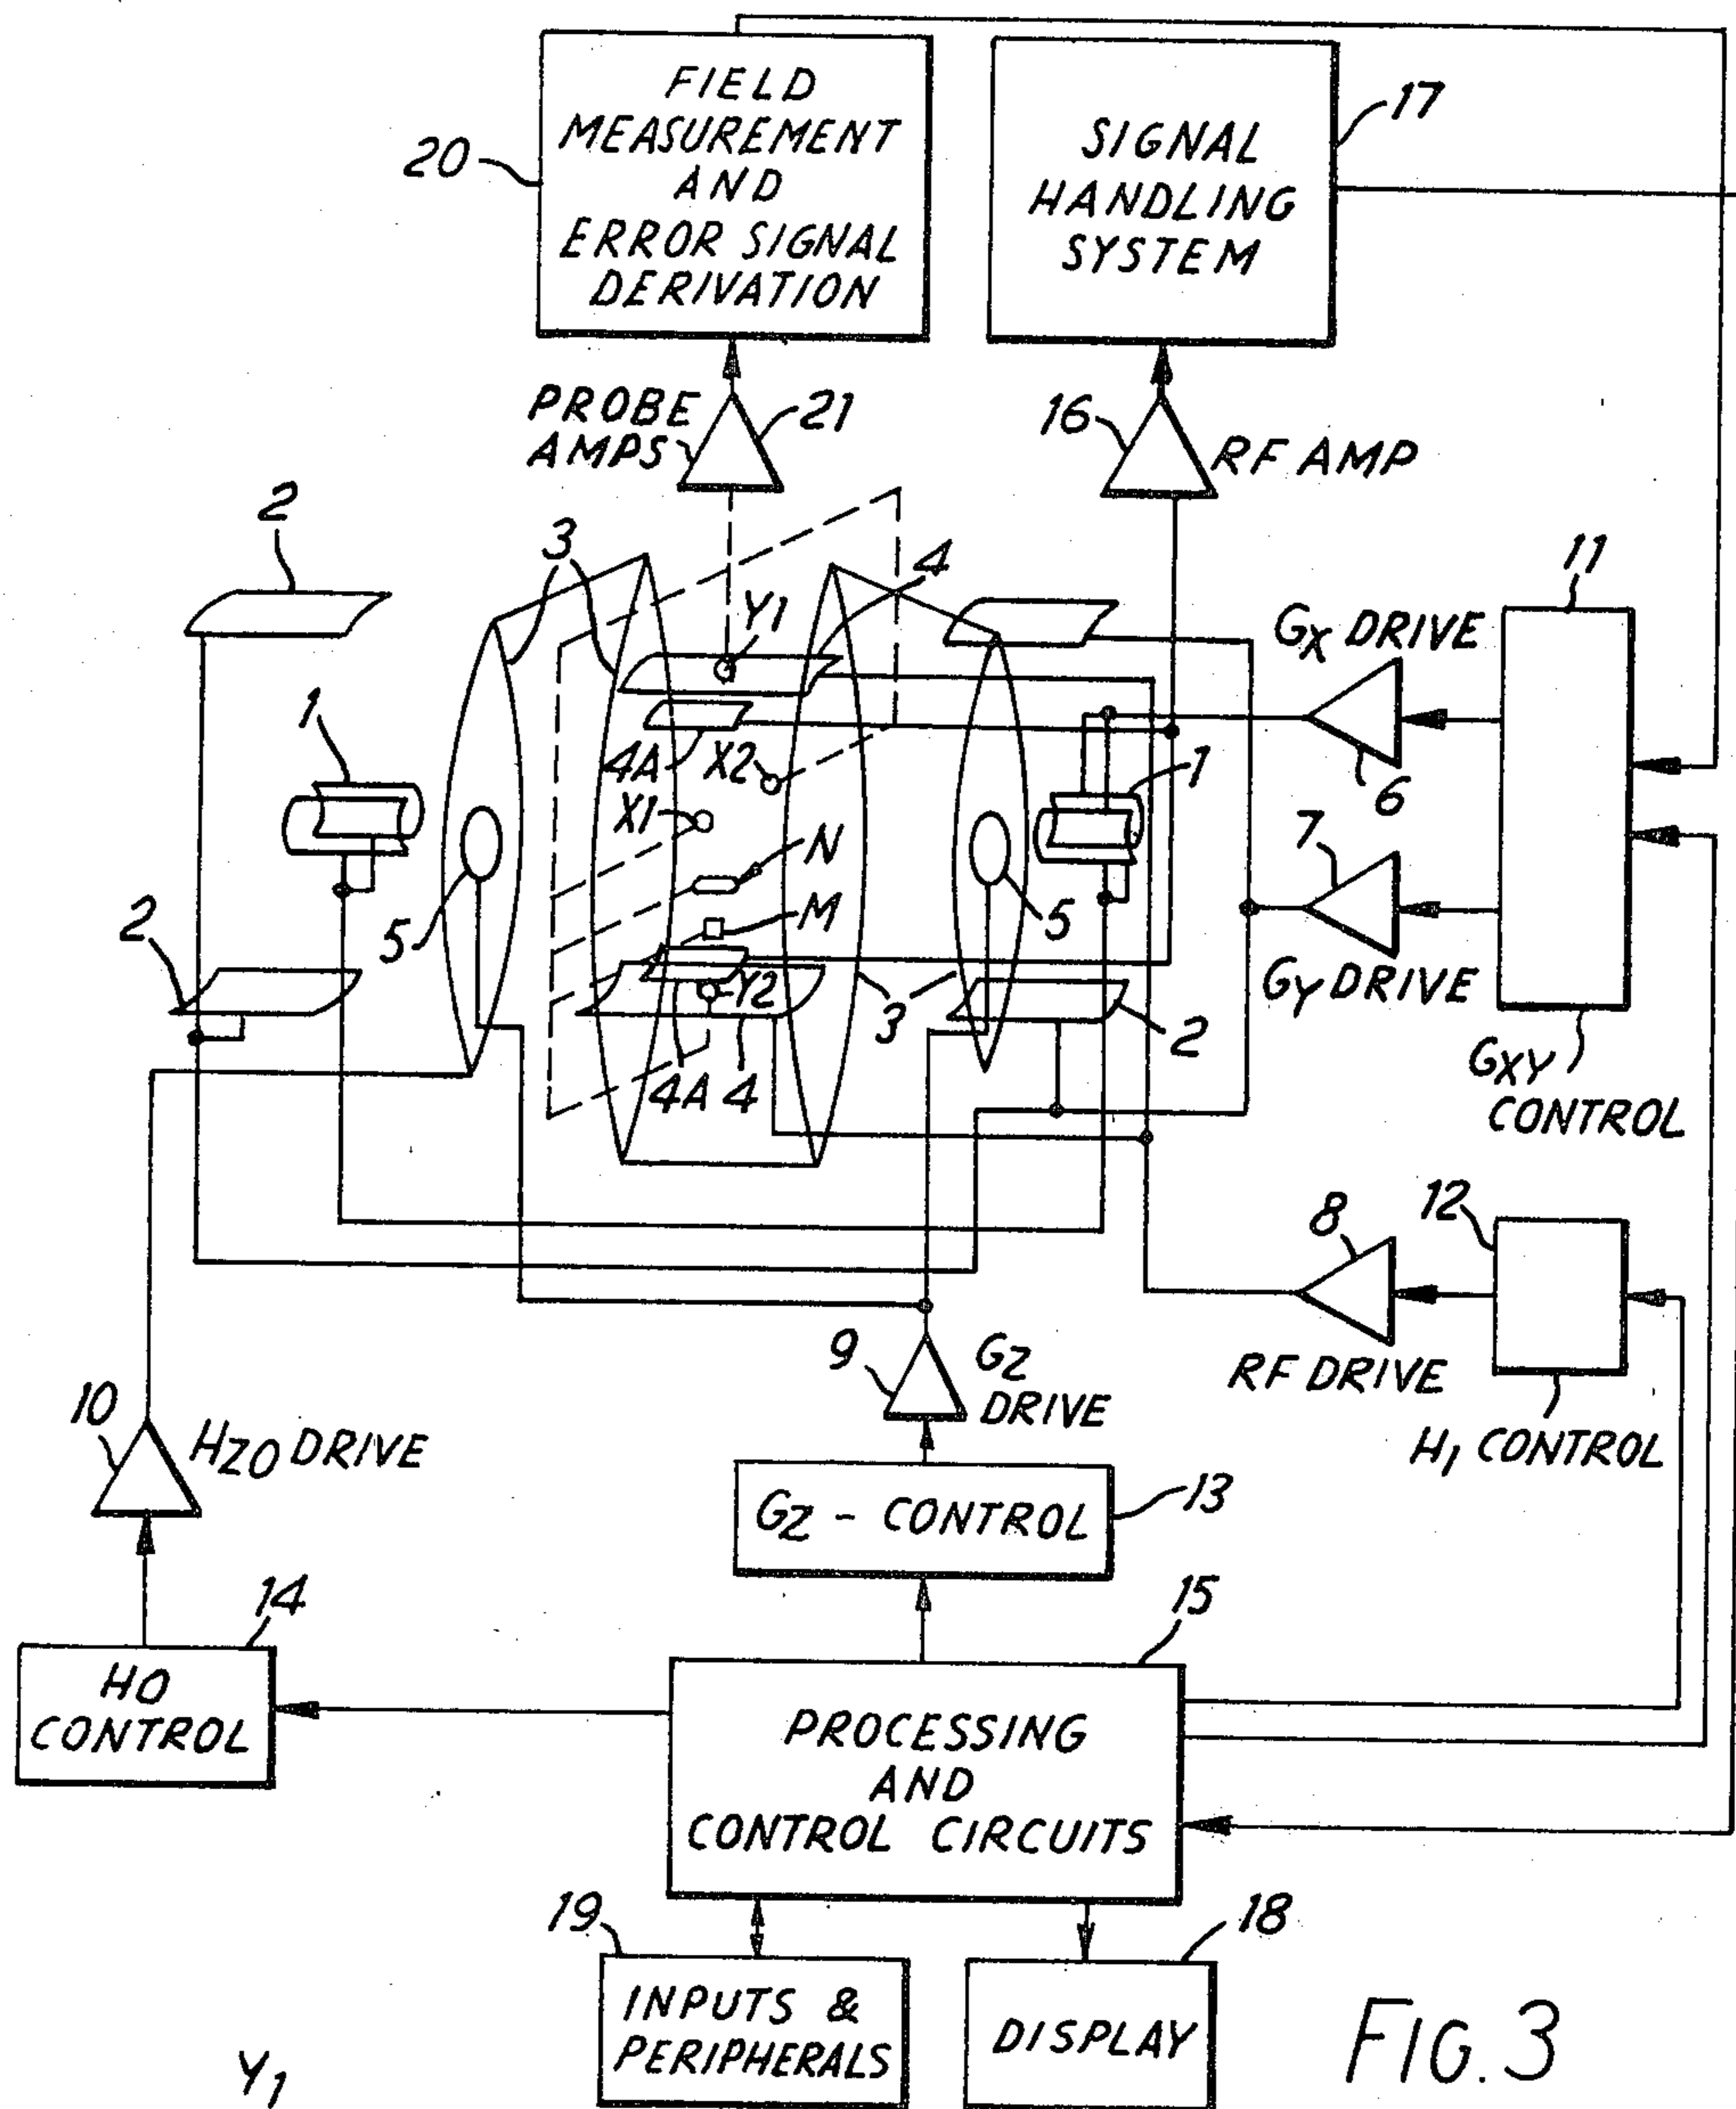 FIELD
MEASUREMENT
AND
ERROR SIGNAL
DERIVATION
20
SIGNAL
HANDLING
SYSTEM
17
PROBE
AMPS
21
16
RF AMP
2
3
4
Y1
11
GX DRIVE
1
4A
X2
1
6
X1
N
7
M
5
5
2
Y2
3
2
GY DRIVE
4A
4
GXY
CONTROL
8
12
9
GZ
DRIVE
RF DRIVE
H1 CONTROL
10
HZO DRIVE
GZ - CONTROL
13
14
15
HO
CONTROL
PROCESSING
AND
CONTROL CIRCUITS
19
18
INPUTS &
PERIPHERALS
DISPLAY
FIG. 3
Y1